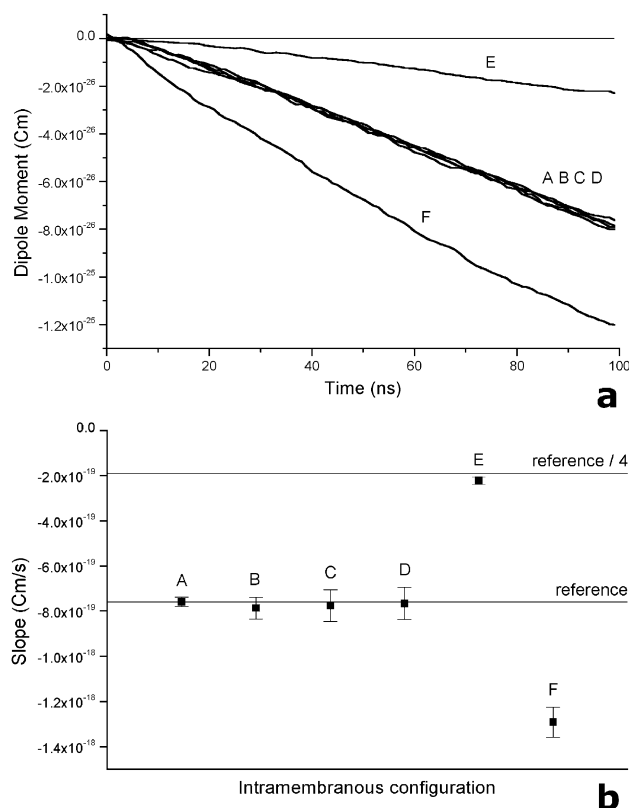 0.0
-2.0x10⁻²⁶
-4.0x10⁻²⁶
-6.0x10⁻²⁶
-8.0x10⁻²⁶
-1.0x10⁻²⁵
-1.2x10⁻²⁵
Dipole Moment (Cm)
E
A B C D
F
0 20 40 60 80 100
Time (ns)
a
0.0
-2.0x10⁻¹⁹
-4.0x10⁻¹⁹
-6.0x10⁻¹⁹
-8.0x10⁻¹⁹
-1.0x10⁻¹⁸
-1.2x10⁻¹⁸
-1.4x10⁻¹⁸
Slope (Cm/s)
E
reference / 4
A B C D
reference
F
Intramembranous configuration
b